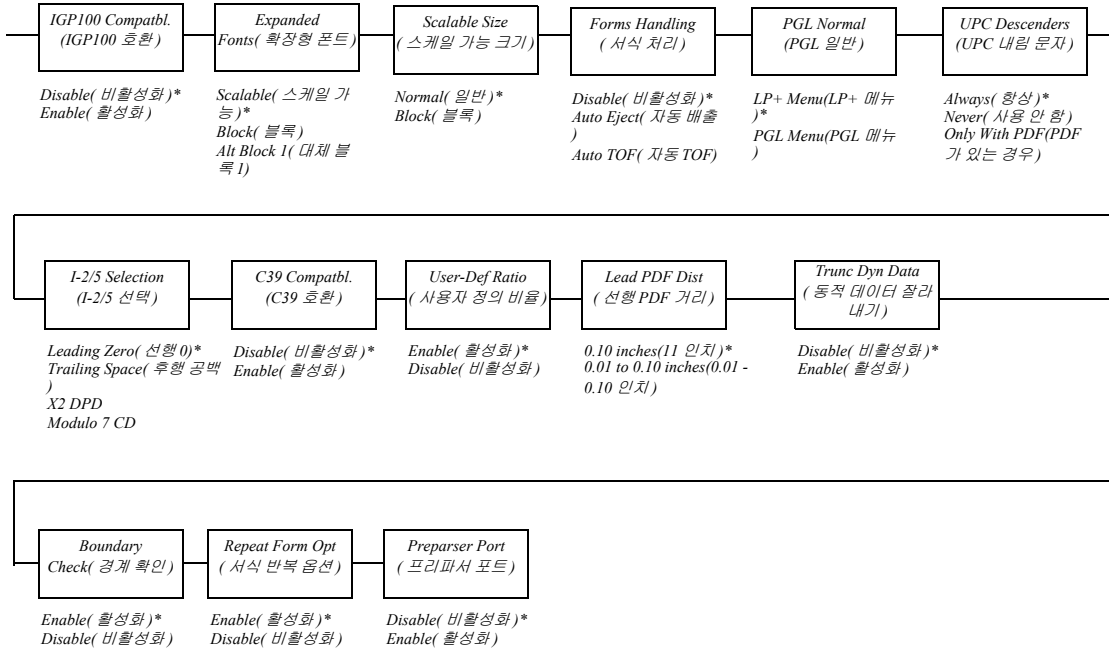 IGP100 Compatbl.
(IGP100 호환)
Disable( 비활성화 )*
Enable( 활성화 )
Expanded
Fonts( 확장형 폰트 )
Scalable( 스케일 가
능 )*
Block( 블록 )
Alt Block 1( 대체 블
록 1)
Scalable Size
( 스케일 가능 크기 )
Normal( 일반 )*
Block( 블록 )
Forms Handling
( 서식 처리 )
Disable( 비활성화 )*
Auto Eject( 자동 배출
)
Auto TOF( 자동 TOF)
PGL Normal
(PGL 일반 )
LP+ Menu(LP+ 메뉴
)*
PGL Menu(PGL 메뉴
)
UPC Descenders
(UPC 내림 문자 )
Always( 항상 )*
Never( 사용 안 함 )
Only With PDF(PDF
가 있는 경우 )
I-2/5 Selection
(I-2/5 선택 )
Leading Zero( 선행 0)*
Trailing Space( 후행 공백
)
X2 DPD
Modulo 7 CD
C39 Compatbl.
(C39 호환 )
Disable( 비활성화 )*
Enable( 활성화 )
User-Def Ratio
( 사용자 정의 비율 )
Enable( 활성화 )*
Disable( 비활성화 )
Lead PDF Dist
( 선행 PDF 거리 )
0.10 inches(11 인치 )*
0.01 to 0.10 inches(0.01 -
0.10 인치 )
Trunc Dyn Data
( 동적 데이터 잘라
내기 )
Disable( 비활성화 )*
Enable( 활성화 )
Boundary
Check( 경계 확인 )
Enable( 활성화 )*
Disable( 비활성화 )
Repeat Form Opt
( 서식 반복 옵션 )
Enable( 활성화 )*
Disable( 비활성화 )
Preparser Port
( 프리파서 포트 )
Disable( 비활성화 )*
Enable( 활성화 )